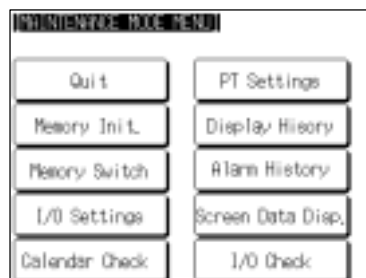 [MAINTENANCE MODE MENU]
Quit
PT Settings
Memory Init.
Display Hisory
Memory Switch
Alarm History
I/O Settings
Screen Data Disp.
Calendar Check
I/O Check